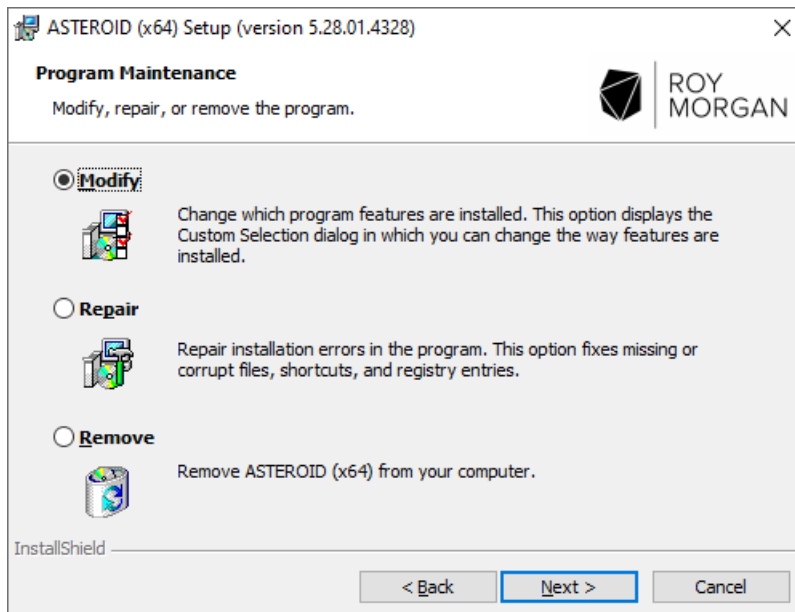 ASTEROID (x64) Setup (version 5.28.01.4328)
Program Maintenance
Modify, repair, or remove the program.
ROY
MORGAN
Modify
Change which program features are installed. This option displays the
Custom Selection dialog in which you can change the way features are
installed.
Repair
Repair installation errors in the program. This option fixes missing or
corrupt files, shortcuts, and registry entries.
Remove
Remove ASTEROID (x64) from your computer.
InstallShield
< Back
Next >
Cancel